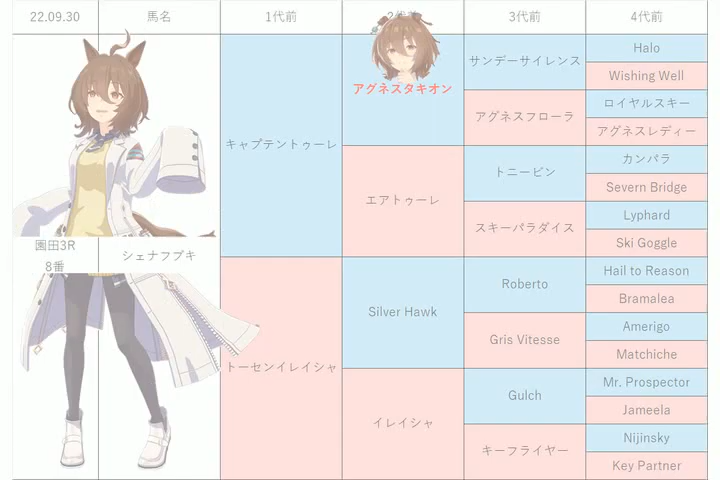 22.09.30 馬名 1代前 2代前 3代前 4代前
園田3R
8番
シェナフブキ
キャプテントゥーレ
トーセンイレイシャ
アグネスタキオン
エアトゥーレ
Silver Hawk
イレイシャ
サンデーサイレンス
アグネスフローラ
トニービン
スキーパラダイス
Roberto
Gris Vitesse
Gulch
キーフライヤー
Halo
Wishing Well
ロイヤルスキー
アグネスレディー
カンパラ
Severn Bridge
Lyphard
Ski Goggle
Hail to Reason
Bramalea
Amerigo
Matchiche
Mr. Prospector
Jameela
Nijinsky
Key Partner